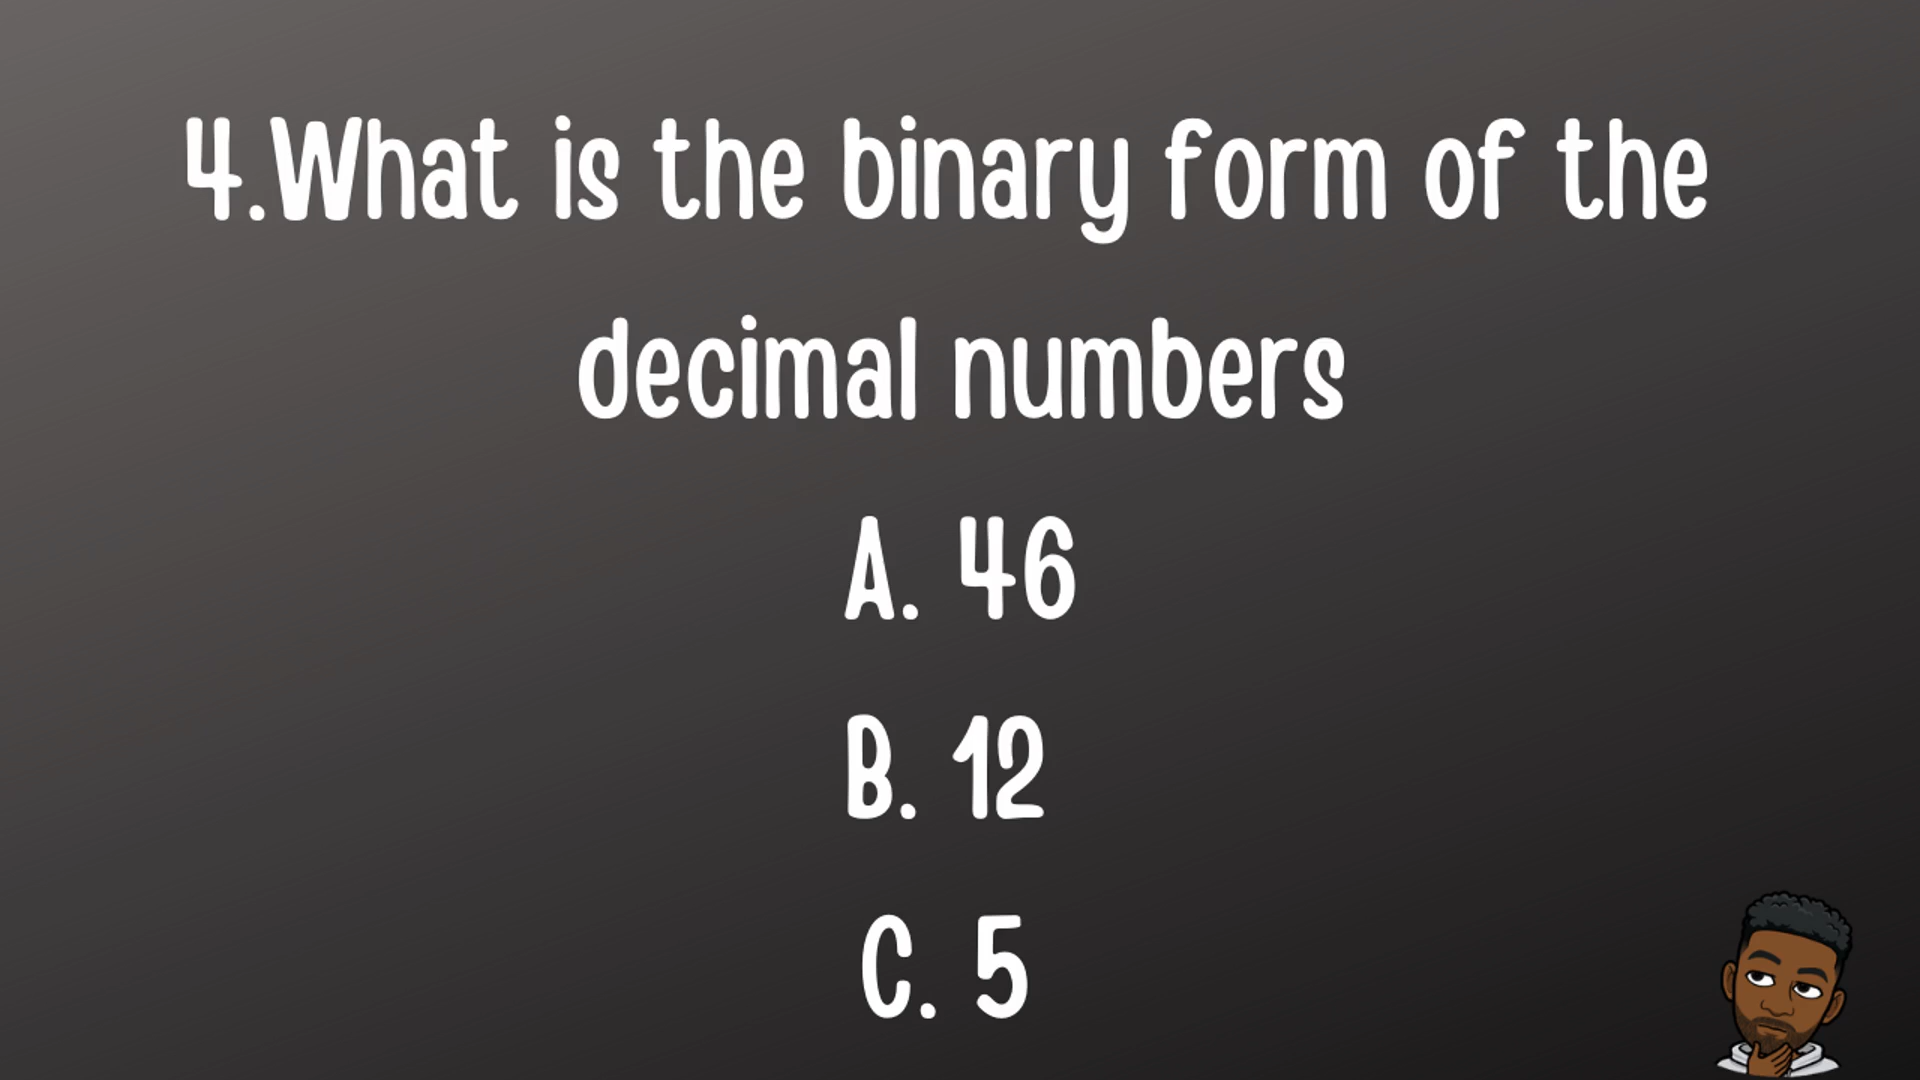 4.What is the binary form of the
decimal numbers
A. 46
B. 12
C. 5